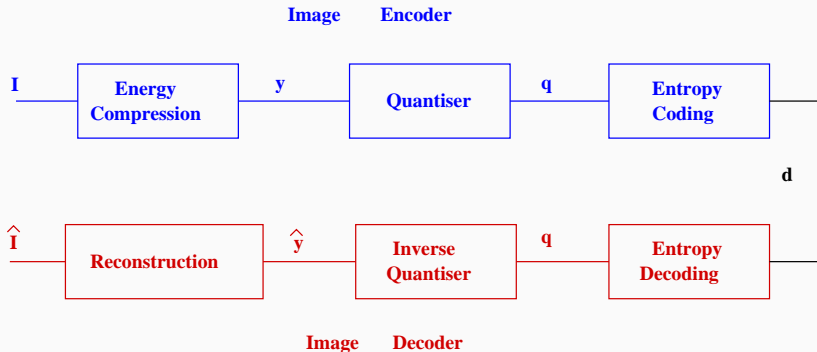 Image Encoder
I
Energy
Compression
y
Quantiser
q
Entropy
Coding
d
Î
Reconstruction
ŷ
Inverse
Quantiser
q
Entropy
Decoding
Image Decoder